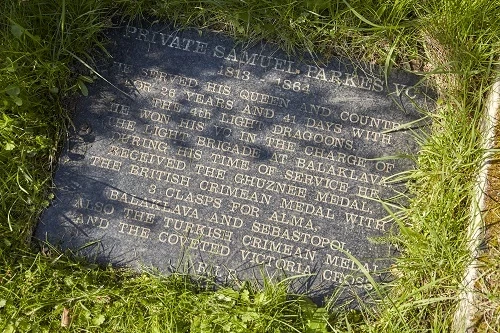 PRIVATE SAMUEL PARKES VC
1813 - 1864
HE SERVED HIS QUEEN AND COUNTRY
FOR 26 YEARS AND 41 DAYS WITH
THE 4th LIGHT DRAGOONS.
HE WON HIS VC IN THE CHARGE OF
THE LIGHT BRIGADE AT BALAKLAVA.
DURING HIS TIME OF SERVICE HE
RECEIVED THE GHUZNEE MEDAL,
THE BRITISH CRIMEAN MEDAL WITH
3 CLASPS FOR ALMA,
BALAKLAVA AND SEBASTOPOL,
ALSO THE TURKISH CRIMEAN MEDAL
AND THE COVETED VICTORIA CROSS
R.I.P.